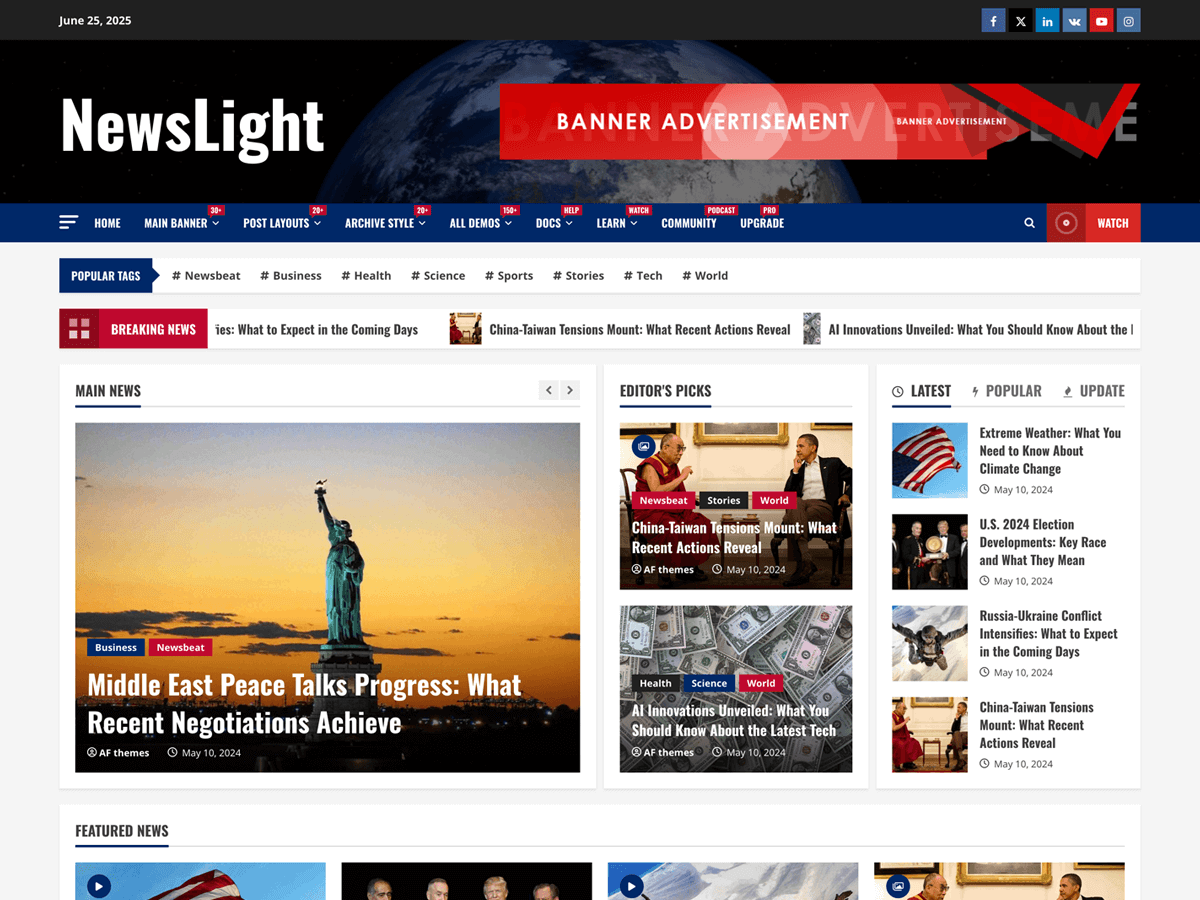 June 25, 2025
NewsLight
BANNER ADVERTISEMENT
BANNER ADVERTISEMENT
BANNER ADVERTISEME
HOME
MAIN BANNER
30+
POST LAYOUTS
20+
ARCHIVE STYLE
20+
ALL DEMOS
150+
DOCS
HELP
LEARN
WATCH
COMMUNITY
PODCAST
UPGRADE
PRO
WATCH
POPULAR TAGS
# Newsbeat
# Business
# Health
# Science
# Sports
# Stories
# Tech
# World
BREAKING NEWS
ies: What to Expect in the Coming Days
China-Taiwan Tensions Mount: What Recent Actions Reveal
AI Innovations Unveiled: What You Should Know About the
MAIN NEWS
Business
Newsbeat
Middle East Peace Talks Progress: What
Recent Negotiations Achieve
AF themes
May 10, 2024
EDITOR'S PICKS
Newsbeat
Stories
World
China-Taiwan Tensions Mount: What
Recent Actions Reveal
AF themes
May 10, 2024
Health
Science
World
AI Innovations Unveiled: What You
Should Know About the Latest Tech
AF themes
May 10, 2024
LATEST
POPULAR
UPDATE
Extreme Weather: What You
Need to Know About
Climate Change
May 10, 2024
U.S. 2024 Election
Developments: Key Race
and What They Mean
May 10, 2024
Russia-Ukraine Conflict
Intensifies: What to Expect
in the Coming Days
May 10, 2024
China-Taiwan Tensions
Mount: What Recent
Actions Reveal
May 10, 2024
FEATURED NEWS